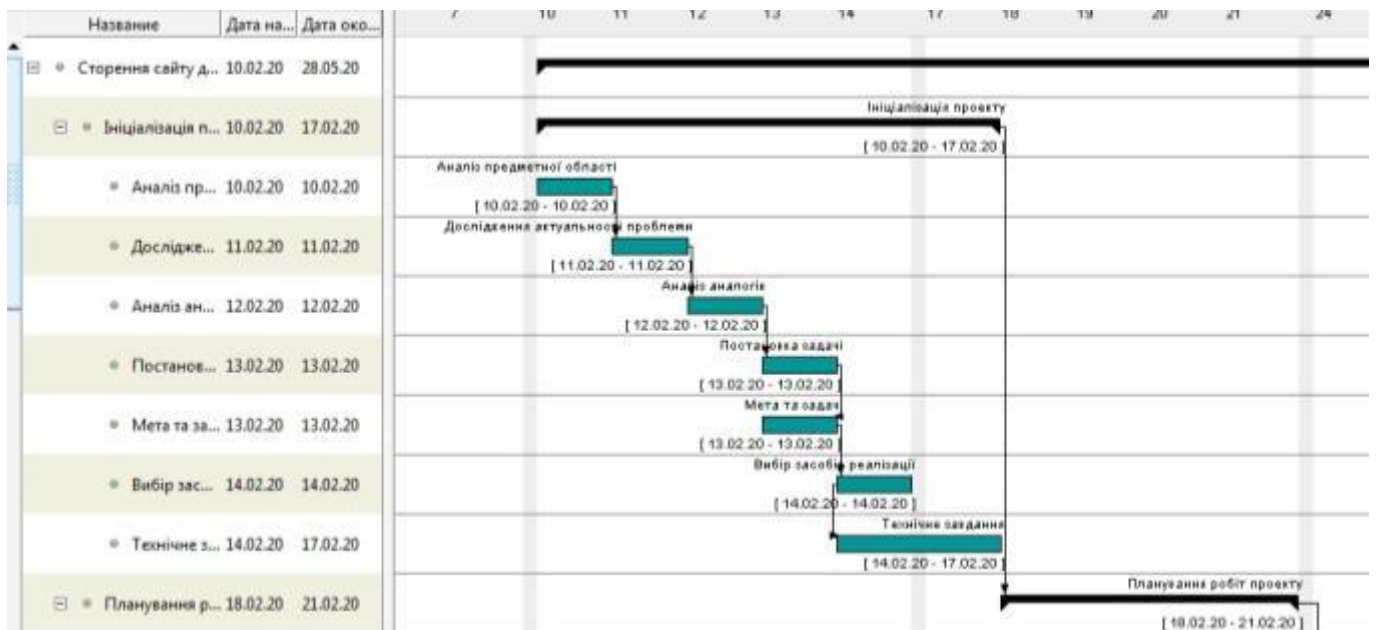 Название Дата на... Дата око...
7 10 11 12 13 14 17 18 19 20 21 24
Сторення сайту д... 10.02.20 28.05.20
Ініціалізація п... 10.02.20 17.02.20
Ініціалізація проекту
[ 10.02.20 - 17.02.20 ]
Аналіз пр... 10.02.20 10.02.20
Аналіз предметної області
[ 10.02.20 - 10.02.20 ]
Дослідже... 11.02.20 11.02.20
Дослідження актуальності проблеми
[ 11.02.20 - 11.02.20 ]
Аналіз ан... 12.02.20 12.02.20
Аналіз аналогів
[ 12.02.20 - 12.02.20 ]
Постанов... 13.02.20 13.02.20
Постановка задачі
[ 13.02.20 - 13.02.20 ]
Мета та за... 13.02.20 13.02.20
Мета та задач
[ 13.02.20 - 13.02.20 ]
Вибір зас... 14.02.20 14.02.20
Вибір засобів реалізації
[ 14.02.20 - 14.02.20 ]
Технічне з... 14.02.20 17.02.20
Технічне завдання
[ 14.02.20 - 17.02.20 ]
Планування р... 18.02.20 21.02.20
Планування робіт проекту
[ 18.02.20 - 21.02.20 ]